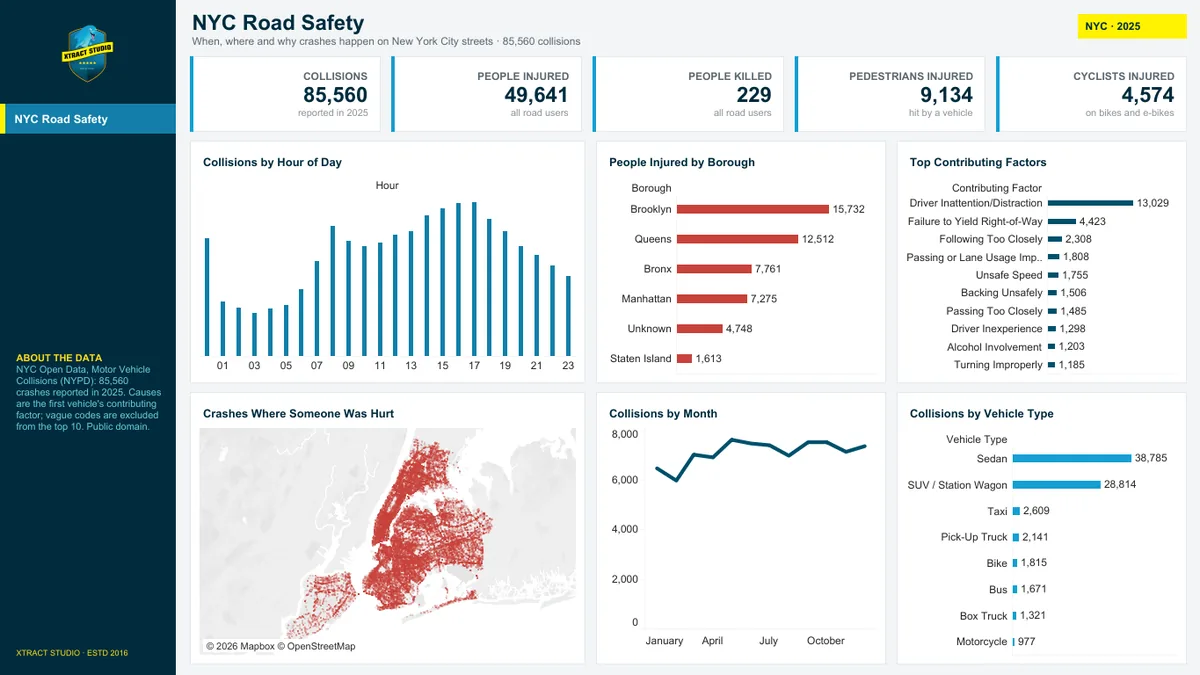 XTRACT STUDIO
NYC Road Safety
ABOUT THE DATA
NYC Open Data, Motor Vehicle
Collisions (NYPD): 85,560
crashes reported in 2025. Causes
are the first vehicle's contributing
factor; vague codes are excluded
from the top 10. Public domain.
XTRACT STUDIO · ESTD 2016
NYC Road Safety
When, where and why crashes happen on New York City streets · 85,560 collisions
NYC · 2025
COLLISIONS
85,560
reported in 2025
PEOPLE INJURED
49,641
all road users
PEOPLE KILLED
229
all road users
PEDESTRIANS INJURED
9,134
hit by a vehicle
CYCLISTS INJURED
4,574
on bikes and e-bikes
Collisions by Hour of Day
Hour
01 03 05 07 09 11 13 15 17 19 21 23
People Injured by Borough
Borough
Brooklyn 15,732
Queens 12,512
Bronx 7,761
Manhattan 7,275
Unknown 4,748
Staten Island 1,613
Top Contributing Factors
Contributing Factor
Driver Inattention/Distraction 13,029
Failure to Yield Right-of-Way 4,423
Following Too Closely 2,308
Passing or Lane Usage Imp.. 1,808
Unsafe Speed 1,755
Backing Unsafely 1,506
Passing Too Closely 1,485
Driver Inexperience 1,298
Alcohol Involvement 1,203
Turning Improperly 1,185
Crashes Where Someone Was Hurt
© 2026 Mapbox © OpenStreetMap
Collisions by Month
8,000
6,000
4,000
2,000
0
January April July October
Collisions by Vehicle Type
Vehicle Type
Sedan 38,785
SUV / Station Wagon 28,814
Taxi 2,609
Pick-Up Truck 2,141
Bike 1,815
Bus 1,671
Box Truck 1,321
Motorcycle 977